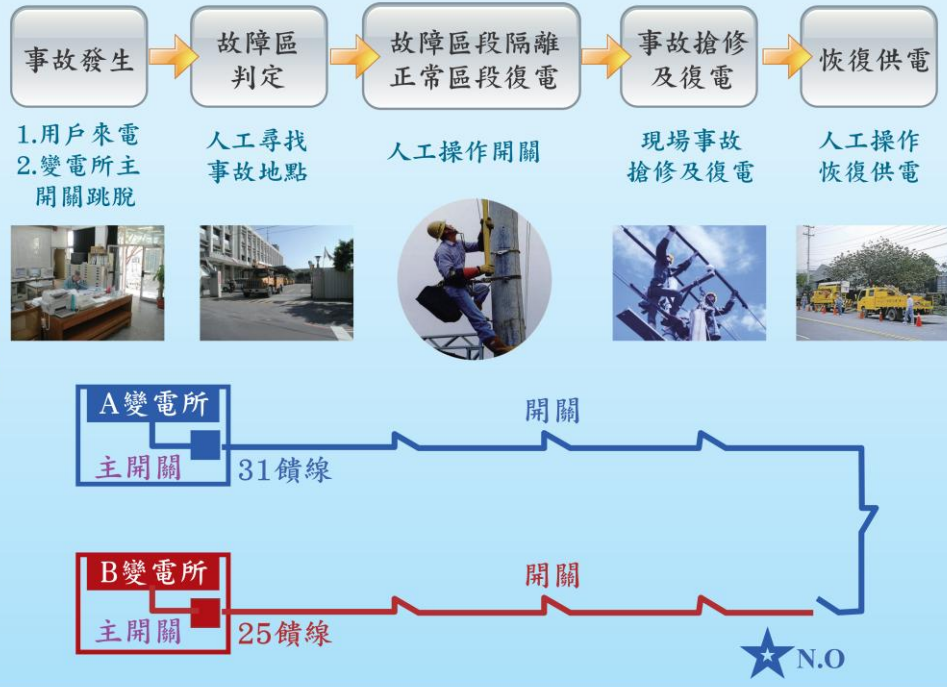 事故發生
故障區
判定
故障區段隔離
正常區段復電
事故搶修
及復電
恢復供電
1.用戶來電
2.變電所主
開關跳脫
人工尋找
事故地點
人工操作開關
現場事故
搶修及復電
人工操作
恢復供電
A變電所
主開關
31饋線
開關
B變電所
主開關
25饋線
開關
N.O